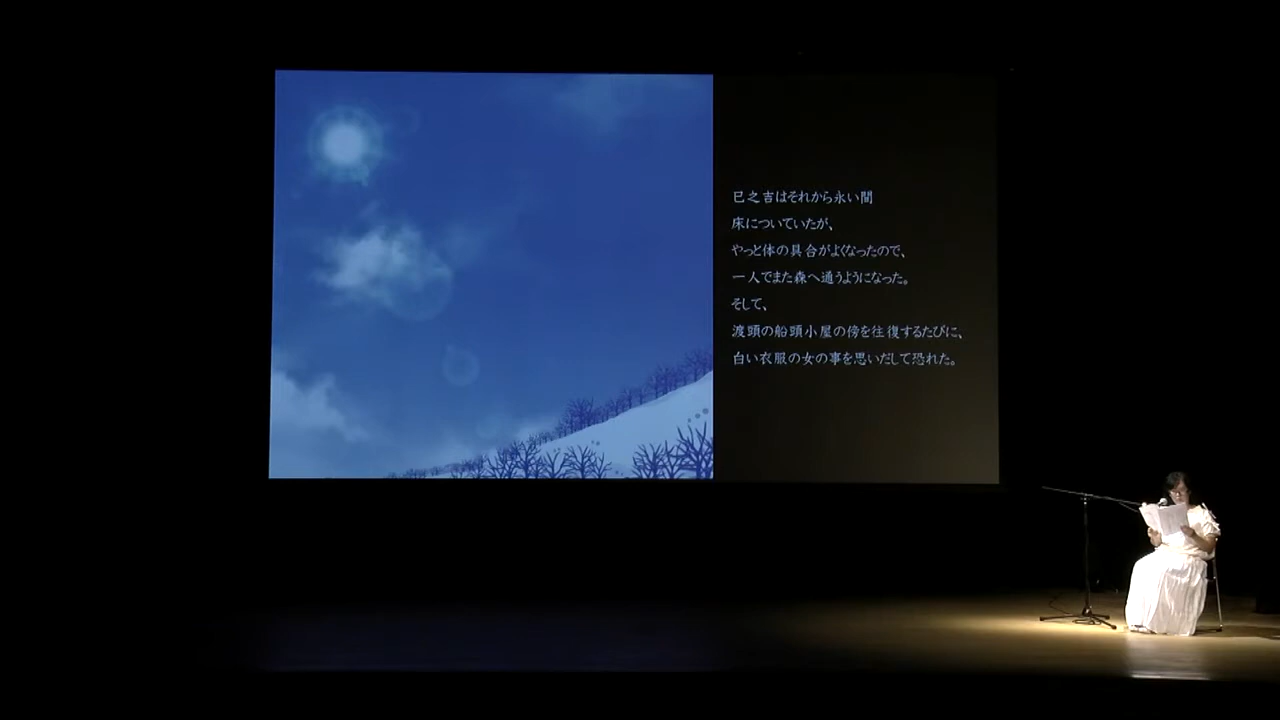 巳之吉はそれから永い間
床についていたが、
やっと体の具合がよくなったので、
一人でまた森へ通うようになった。
そして、
渡頭の船頭小屋の傍を往復するたびに、
白い衣服の女の事を思いだして恐れた。